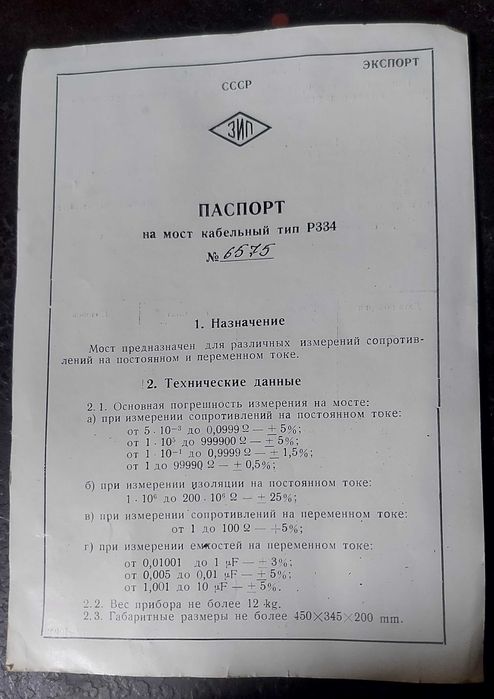 ЭКСПОРТ
СССР
ЗИП
ПАСПОРТ
на мост кабельный тип Р334
№ 6575
1. Назначение
Мост предназначен для различных измерений сопротив-
лений на постоянном и переменном токе.
2. Технические данные
2.1. Основная погрешность измерения на мосте:
а) при измерении сопротивлений на постоянном токе:
от 5 · 10⁻³ до 0,0999 Ω — ± 5%;
от 1 · 10⁵ до 999900 Ω — ± 5%;
от 1 · 10⁻¹ до 0,9999 Ω — ± 1,5%;
от 1 до 99990 Ω — ± 0,5%;
б) при измерении изоляции на постоянном токе:
1 · 10⁶ до 200 · 10⁶ Ω — ± 25%;
в) при измерении сопротивлений на переменном токе:
от 1 до 100 Ω — ±5%;
г) при измерении емкостей на переменном токе:
от 0,01001 до 1 μF — ± 3%;
от 0,005 до 0,01 μF — ± 5%;
от 1,001 до 10 μF — ± 5%.
2.2. Вес прибора не более 12 kg.
2.3. Габаритные размеры не более 450×345×200 mm.